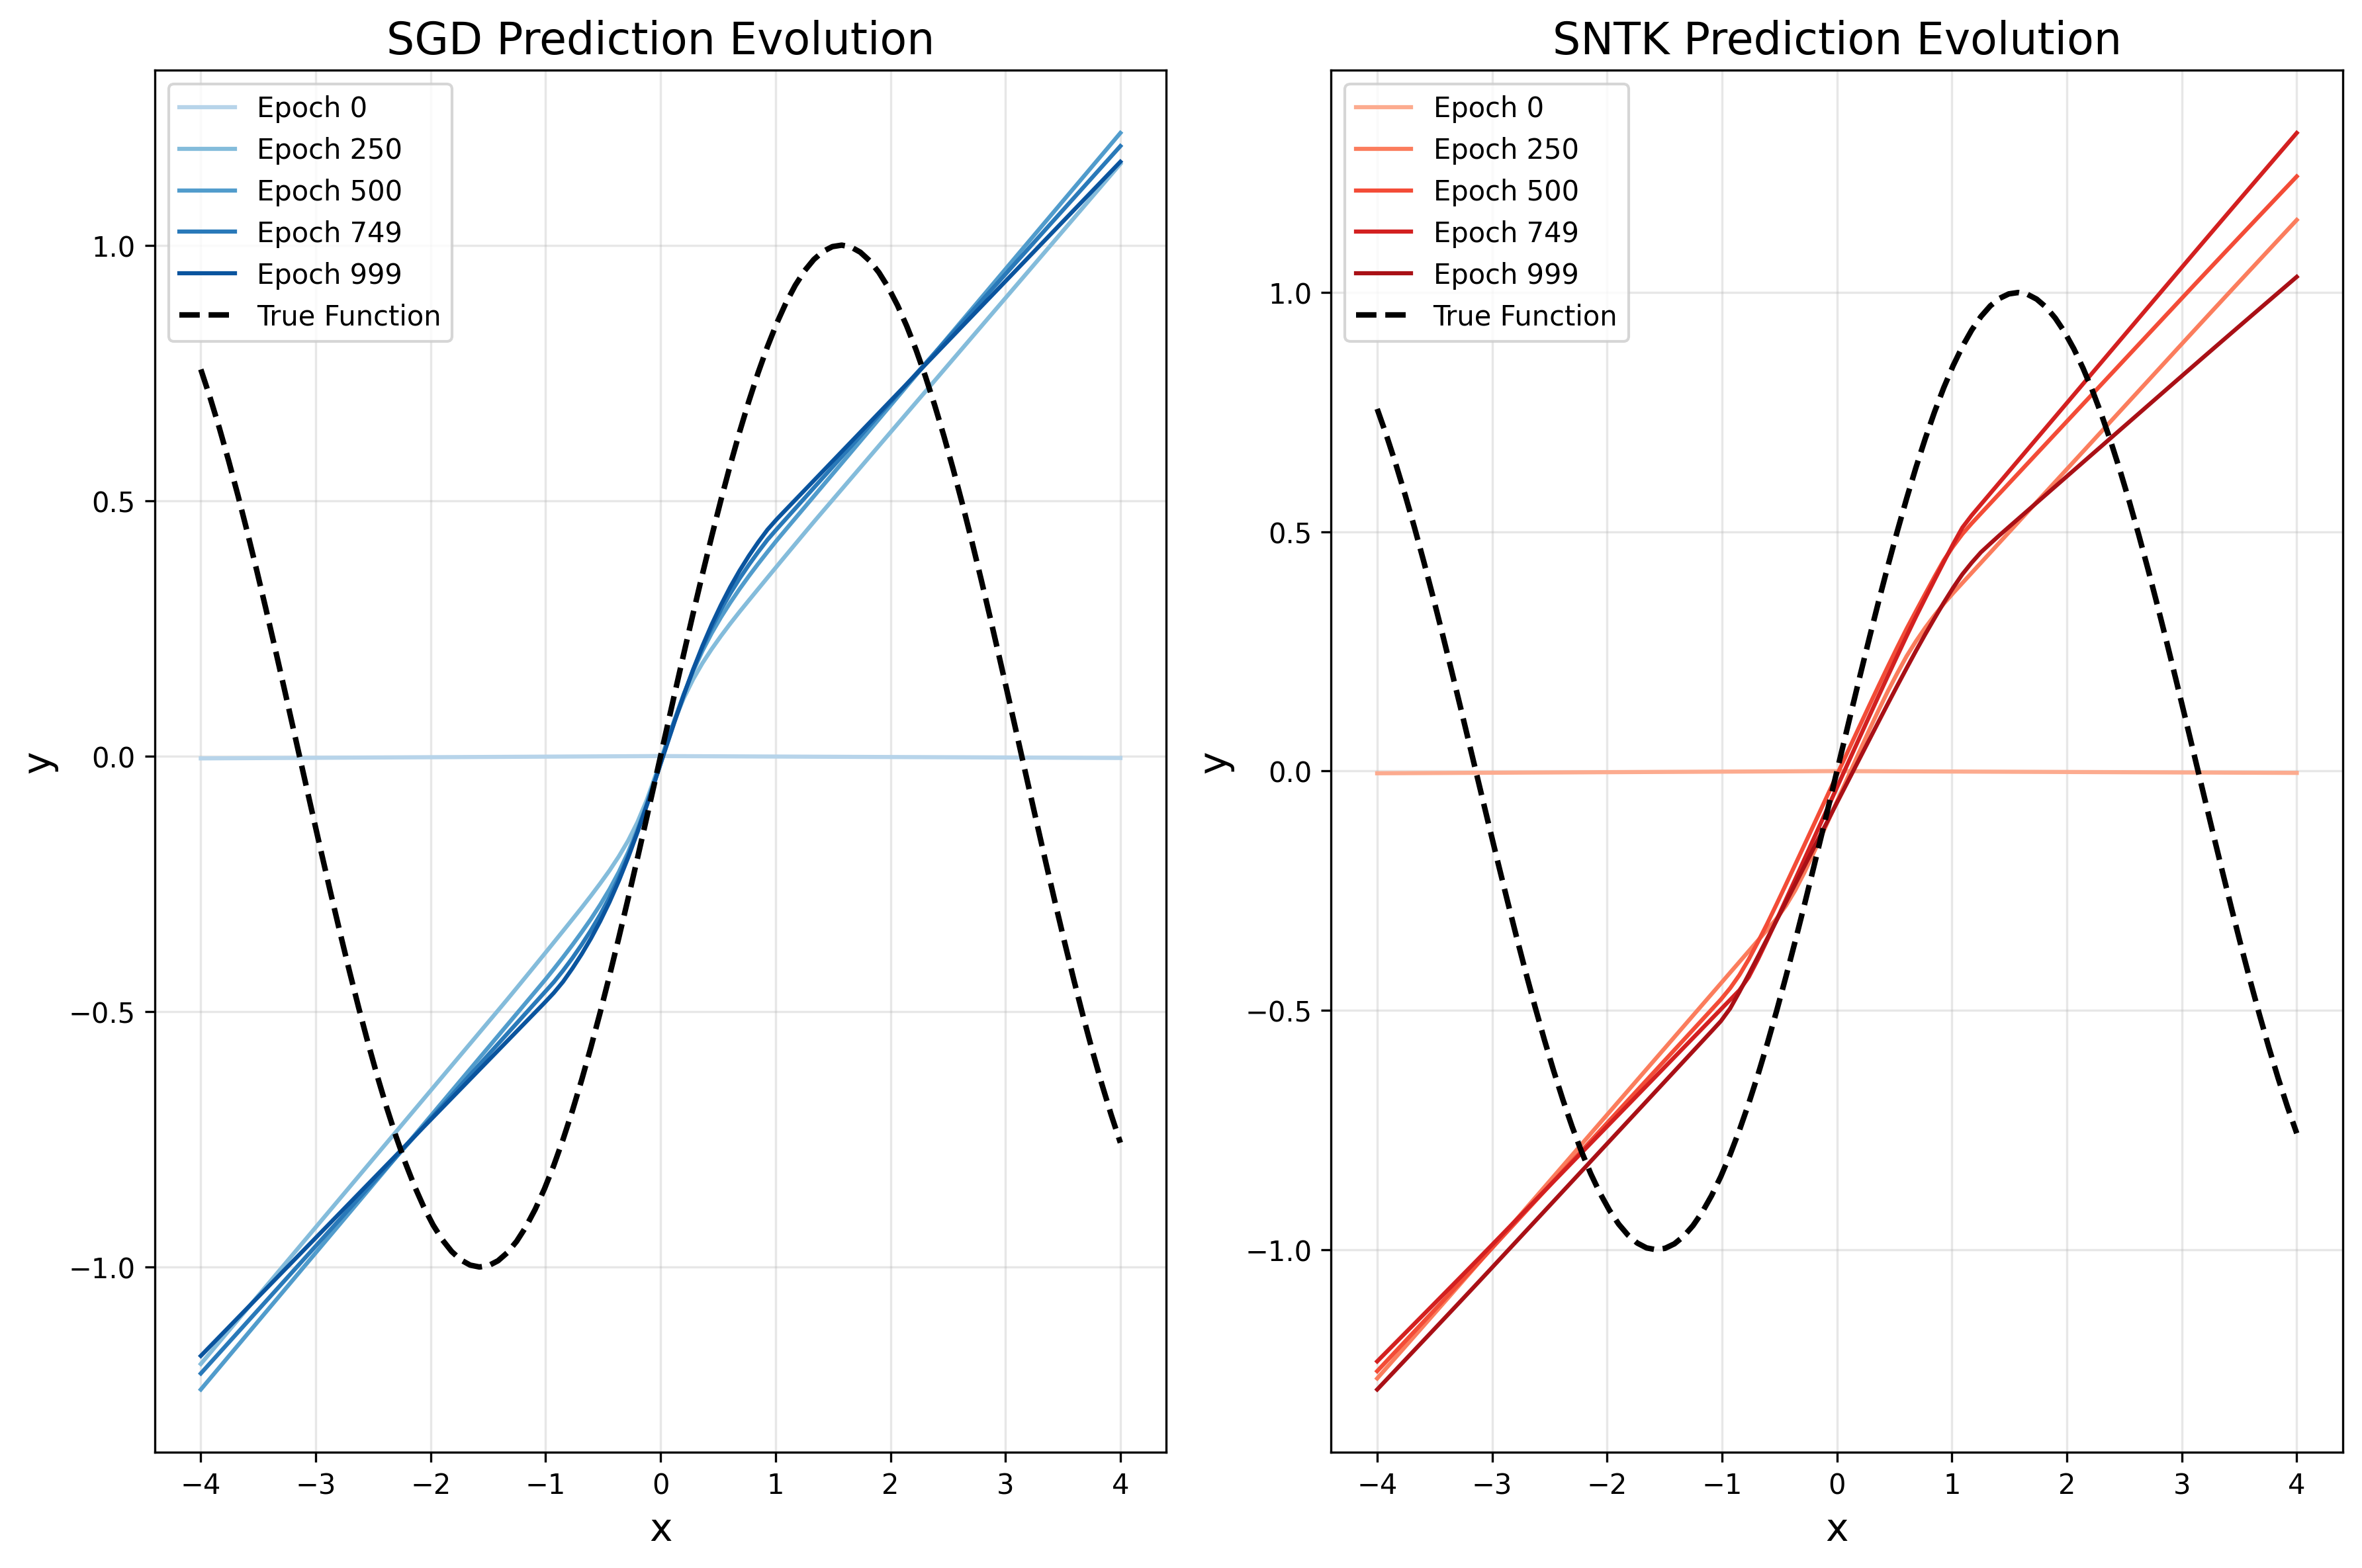 SGD Prediction Evolution
Epoch 0
Epoch 250
Epoch 500
Epoch 749
Epoch 999
True Function
1.0
0.5
0.0
−0.5
−1.0
y
−4 −3 −2 −1 0 1 2 3 4
x
SNTK Prediction Evolution
Epoch 0
Epoch 250
Epoch 500
Epoch 749
Epoch 999
True Function
1.0
0.5
0.0
−0.5
−1.0
y
−4 −3 −2 −1 0 1 2 3 4
x